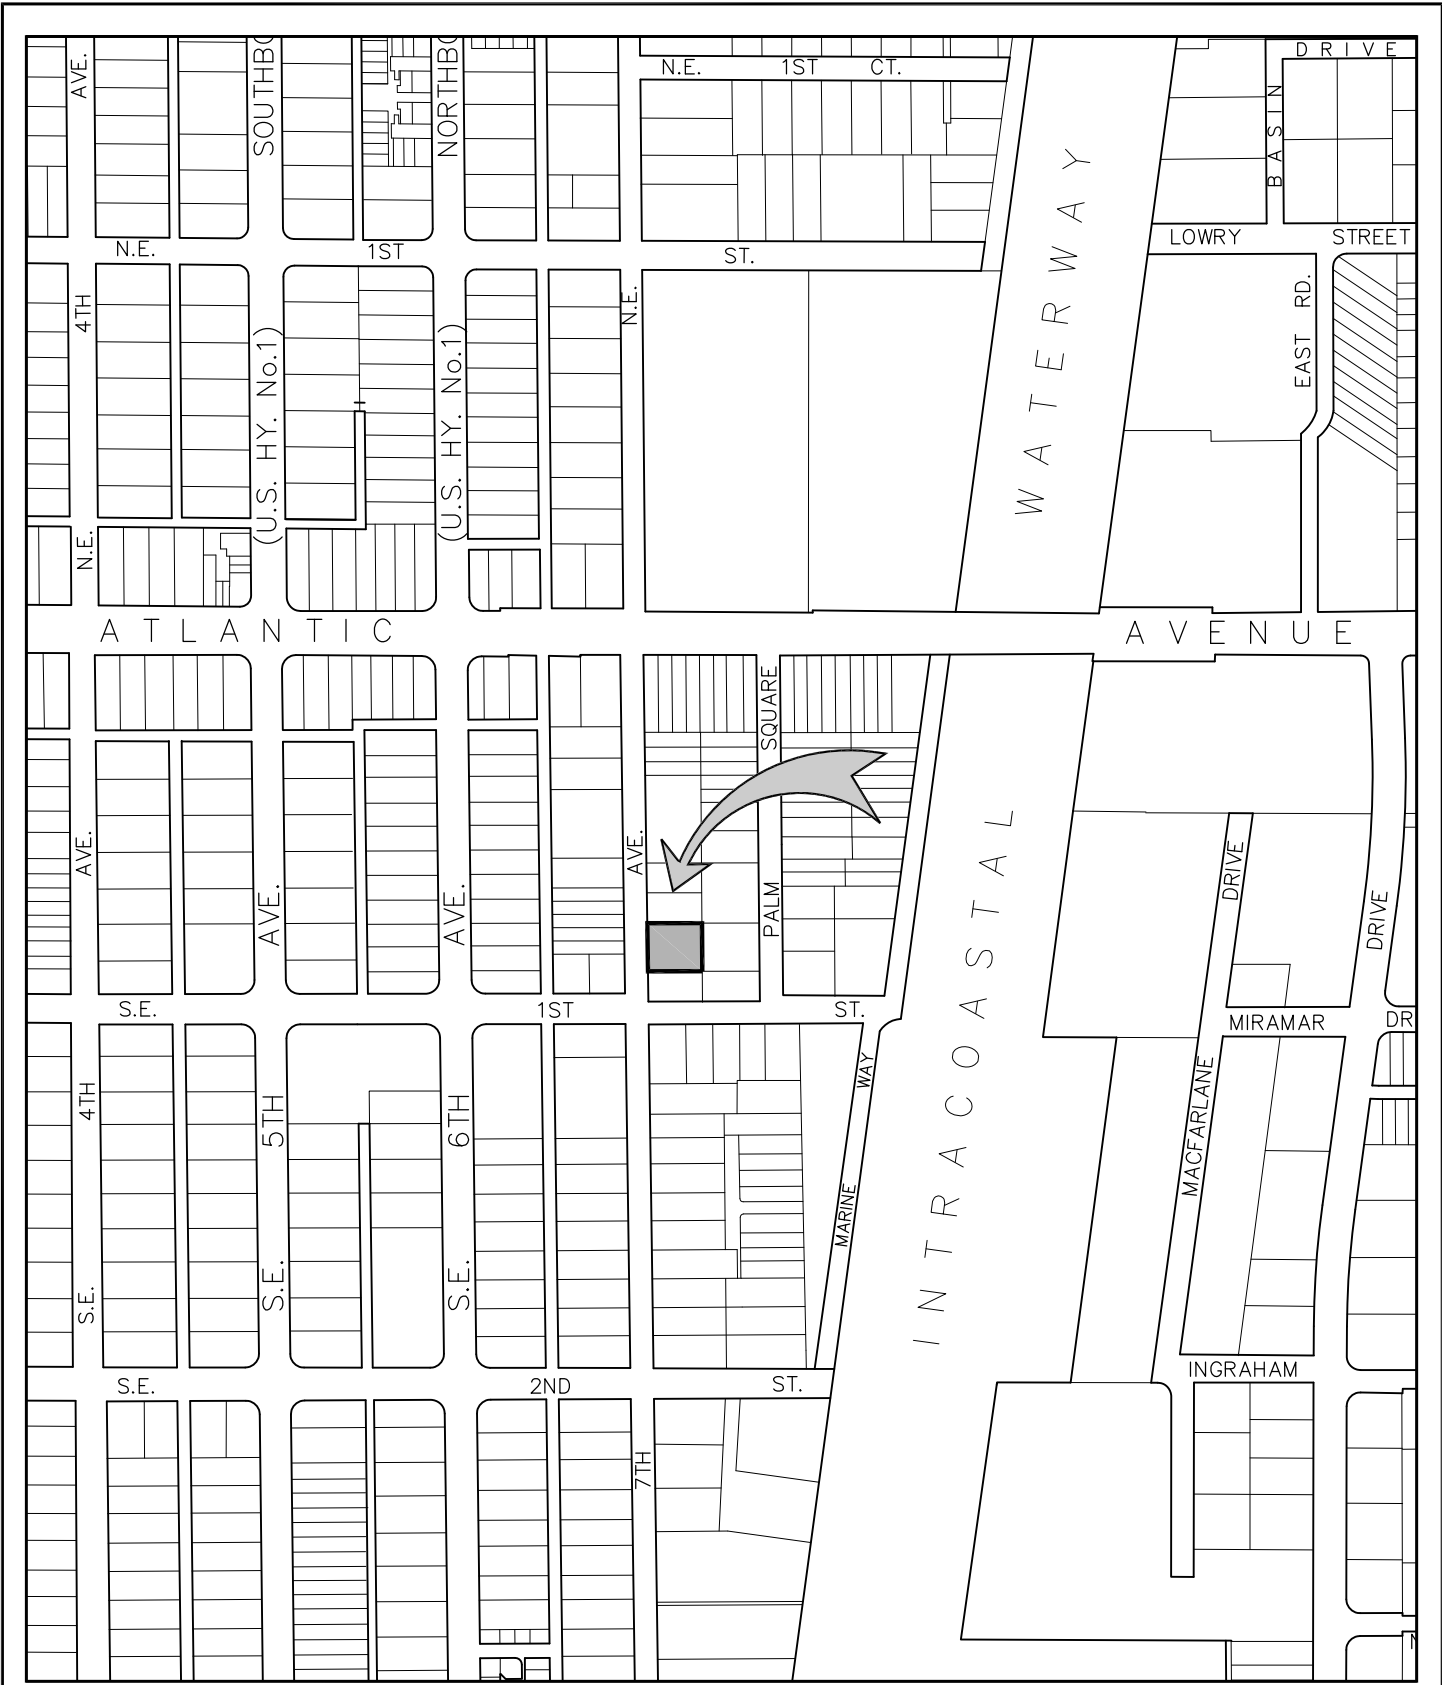 AVE.
SOUTHBO
NORTHBO
N.E. 1ST CT.
DRIVE
BASIN
N.E. 1ST ST.
LOWRY STREET
WATERWAY
4TH
(U.S. HY. No.1)
(U.S. HY. No.1)
N.E.
EAST RD.
N.E.
ATLANTIC AVENUE
SQUARE
AVE.
AVE.
AVE.
AVE.
PALM
DRIVE
DRIVE
INTRACOASTAL
S.E. 1ST ST.
MIRAMAR DR
4TH
5TH
6TH
WAY
MACFARLANE
MARINE
S.E.
S.E.
S.E.
S.E. 2ND ST.
INGRAHAM
7TH